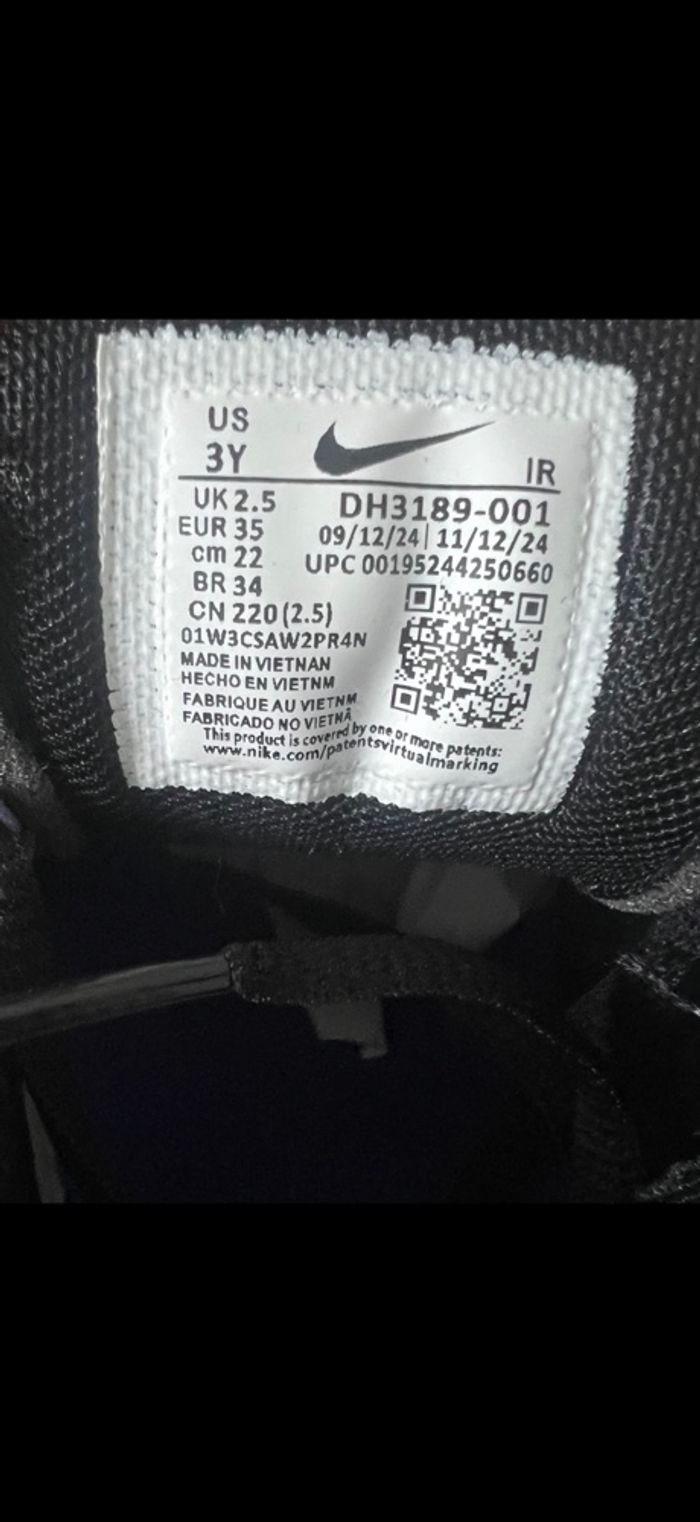 US
3Y
IR
UK 2.5
DH3189-001
EUR 35
09/12/24| 11/12/24
cm 22
UPC 00195244250660
BR 34
CN 220 (2.5)
01W3CSAW2PR4N
MADE IN VIETNAN
HECHO EN VIETNM
FABRIQUE AU VIETNM
FABRICADO NO VIETNÂ
This product is covered by one or more patents:
www.nike.com/patentsvirtualmarking